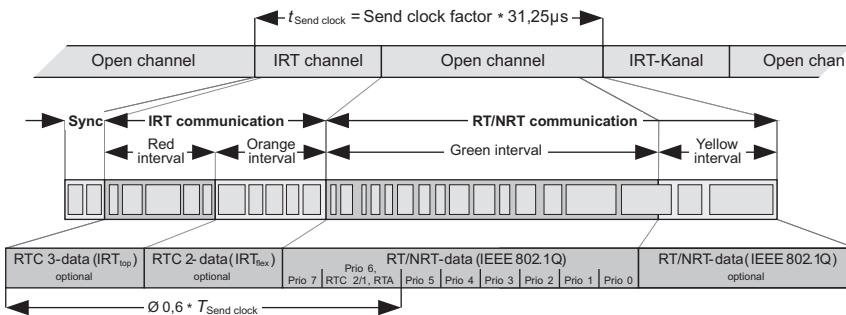 t Send clock = Send clock factor * 31,25µs
Open channel IRT channel Open channel IRT-Kanal Open chan
Sync IRT communication RT/NRT communication
Red interval Orange interval Green interval Yellow interval
RTC 3-data (IRTtop) optional
RTC 2-data (IRTflex) optional
RT/NRT-data (IEEE 802.1Q)
Prio 7 Prio 6, RTC 2/1, RTA Prio 5 Prio 4 Prio 3 Prio 2 Prio 1 Prio 0
RT/NRT-data (IEEE 802.1Q) optional
Ø 0,6 * TSend clock